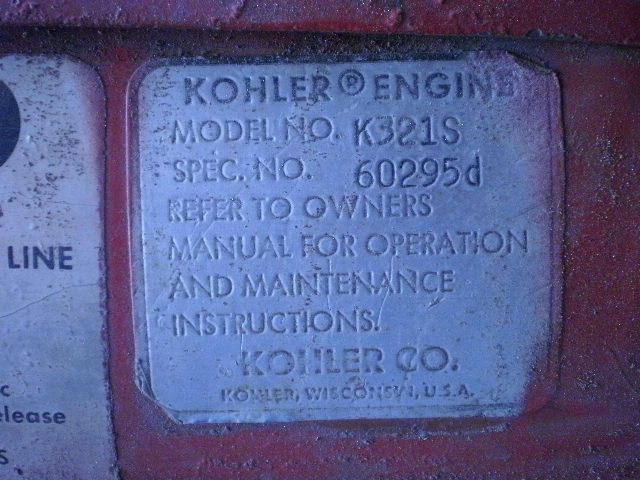 KOHLER® ENGINE
MODEL NO. K321S
SPEC. NO. 60295d
REFER TO OWNERS
MANUAL FOR OPERATION
AND MAINTENANCE
INSTRUCTIONS.
KOHLER CO.
KOHLER, WISCONSIN, U.S.A.
LINE
c
elease
s